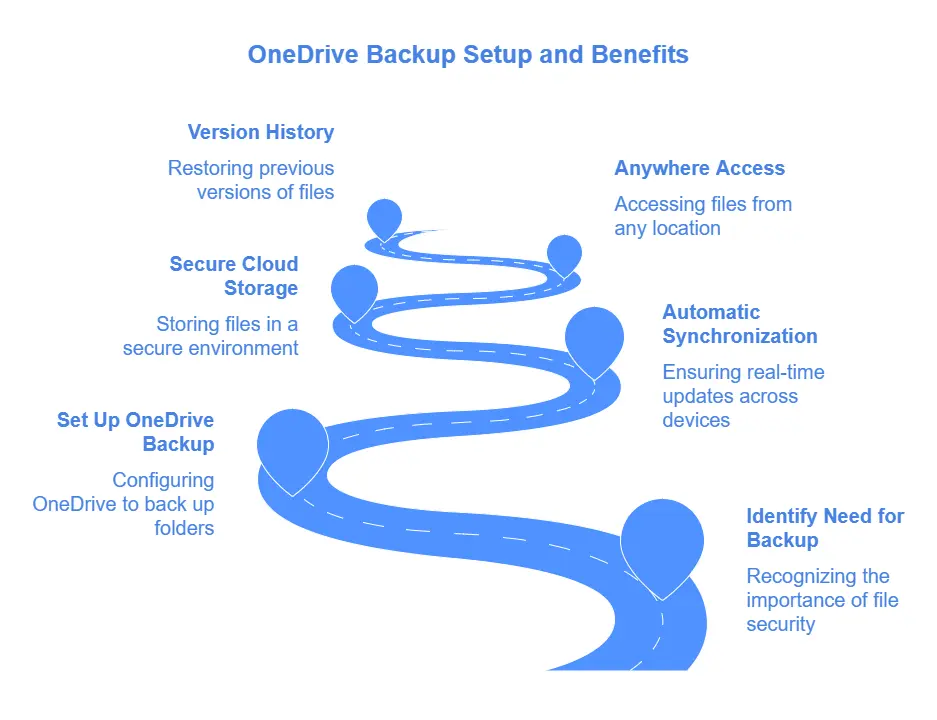 OneDrive Backup Setup and Benefits
Version History
Restoring previous
versions of files
Anywhere Access
Accessing files from
any location
Secure Cloud
Storage
Storing files in a
secure environment
Automatic
Synchronization
Ensuring real-time
updates across
devices
Set Up OneDrive
Backup
Configuring
OneDrive to back up
folders
Identify Need for
Backup
Recognizing the
importance of file
security